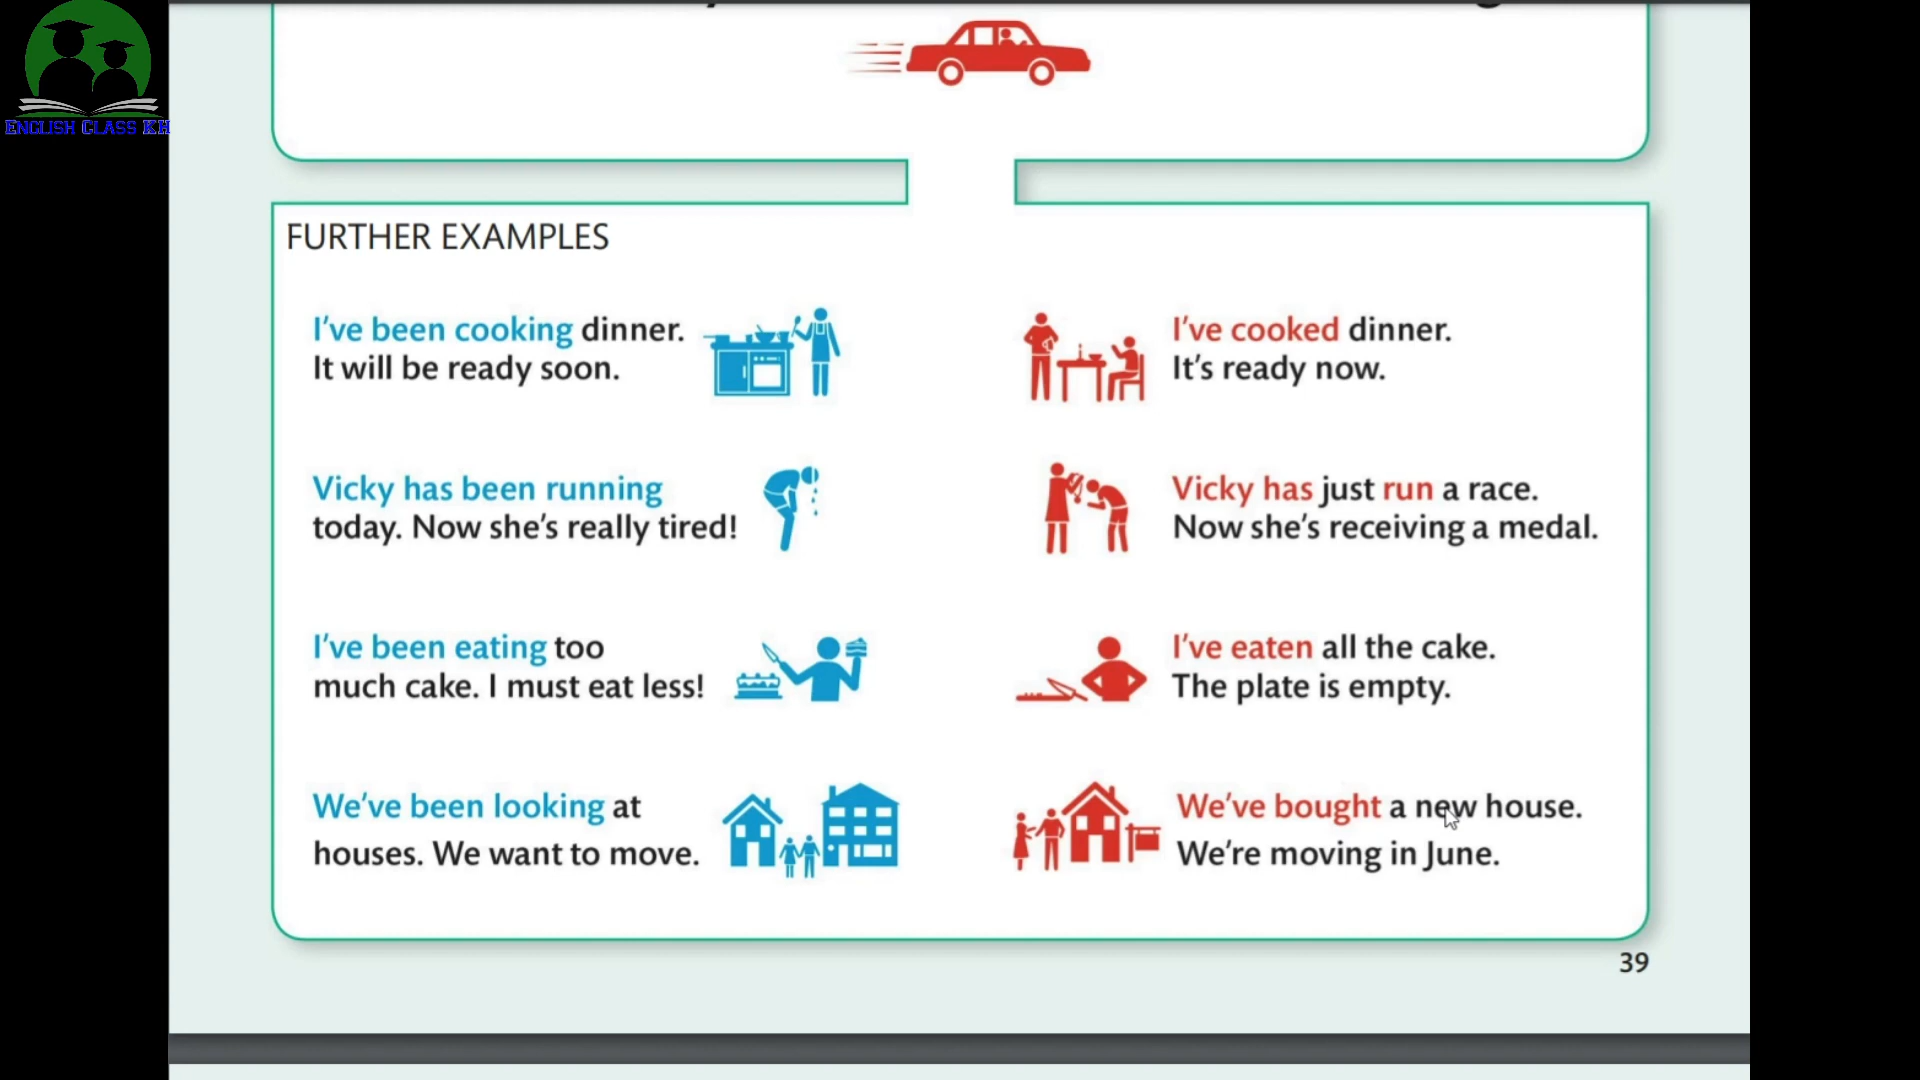 ENGLISH CLASS KH
FURTHER EXAMPLES
I've been cooking dinner.
It will be ready soon.
I've cooked dinner.
It's ready now.
Vicky has been running
today. Now she's really tired!
Vicky has just run a race.
Now she's receiving a medal.
I've been eating too
much cake. I must eat less!
I've eaten all the cake.
The plate is empty.
We've been looking at
houses. We want to move.
We've bought a new house.
We're moving in June.
39